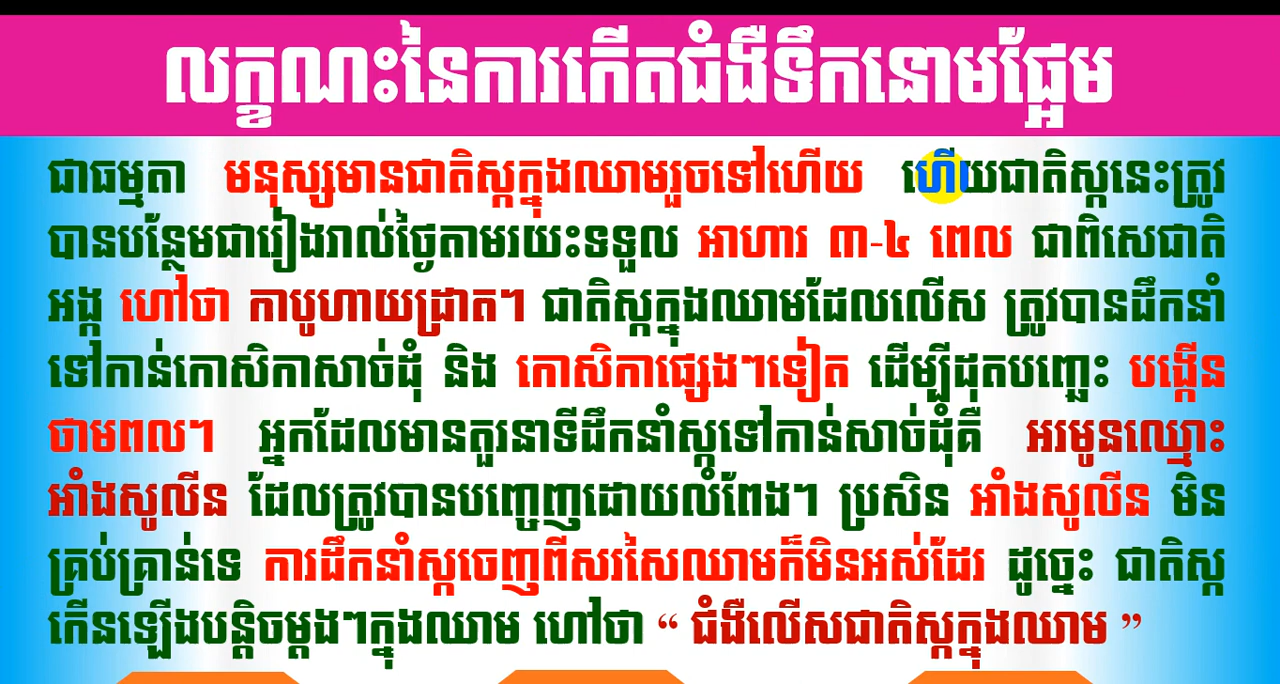 លក្ខណះនៃការកើតជំងឺទឹកនោមផ្អែម
ជាធម្មតា មនុស្សមានជាតិស្ករក្នុងឈាមរួចទៅហើយ ហើយជាតិស្កនេះត្រូវ
បានបន្ថែមជារៀងរាល់ថ្ងៃតាមរយះទទួល អាហារ ៣-៤ ពេល ជាពិសេជាតិ
អង្ក ហៅថា កាបូហាយដ្រាត។ ជាតិស្កក្នុងឈាមដែលលើស ត្រូវបានដឹកនាំ
ទៅកាន់កោសិកាសាច់ដុំ និង កោសិកាផ្សេងៗទៀត ដើម្បីដុតបញ្ឆេះ បង្កើន
ថាមពល។ អ្នកដែលមានតួរនាទីដឹកនាំស្កទៅកាន់សាច់ដុំគឺ អរមូនឈ្មោះ
អាំងសូលីន ដែលត្រូវបានបញ្ចេញដោយលំពែង។ ប្រសិន អាំងសូលីន មិន
គ្រប់គ្រាន់ទេ ការដឹកនាំស្កចេញពីសរសៃឈាមក៏មិនអស់ដែរ ដូច្នេះ ជាតិស្ក
កើនឡើងបន្តិចម្តងៗក្នុងឈាម ហៅថា “ ជំងឺលើសជាតិស្កក្នុងឈាម ”